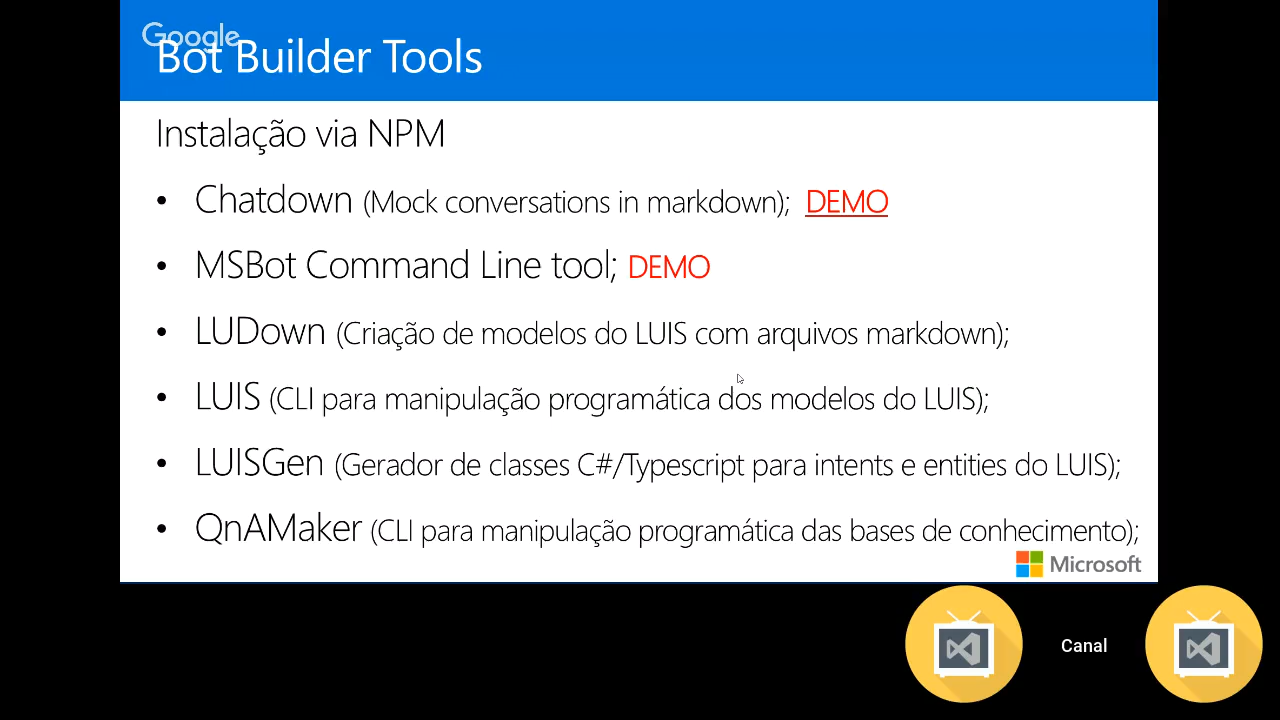 Google
Bot Builder Tools
Instalação via NPM
• Chatdown (Mock conversations in markdown); DEMO
• MSBot Command Line tool; DEMO
• LUDown (Criação de modelos do LUIS com arquivos markdown);
• LUIS (CLI para manipulação programática dos modelos do LUIS);
• LUISGen (Gerador de classes C#/Typescript para intents e entities do LUIS);
• QnAMaker (CLI para manipulação programática das bases de conhecimento);
Microsoft
Canal